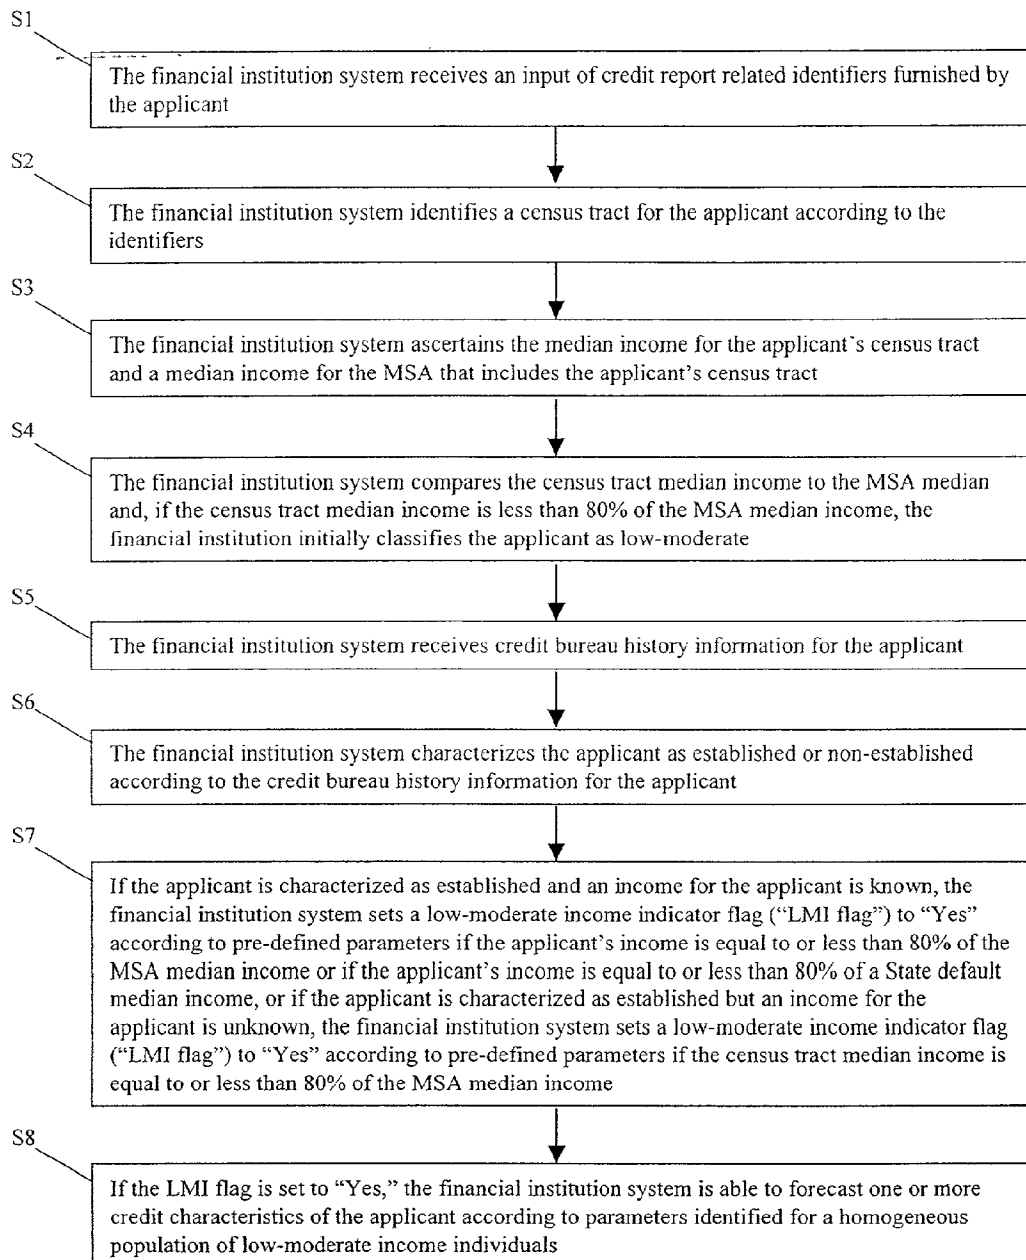 S1
The financial institution system receives an input of credit report related identifiers furnished by
the applicant
S2
The financial institution system identifies a census tract for the applicant according to the
identifiers
S3
The financial institution system ascertains the median income for the applicant's census tract
and a median income for the MSA that includes the applicant's census tract
S4
The financial institution system compares the census tract median income to the MSA median
and, if the census tract median income is less than 80% of the MSA median income, the
financial institution initially classifies the applicant as low-moderate
S5
The financial institution system receives credit bureau history information for the applicant
S6
The financial institution system characterizes the applicant as established or non-established
according to the credit bureau history information for the applicant
S7
If the applicant is characterized as established and an income for the applicant is known, the
financial institution system sets a low-moderate income indicator flag (“LMI flag”) to “Yes”
according to pre-defined parameters if the applicant's income is equal to or less than 80% of the
MSA median income or if the applicant's income is equal to or less than 80% of a State default
median income, or if the applicant is characterized as established but an income for the
applicant is unknown, the financial institution system sets a low-moderate income indicator flag
(“LMI flag”) to “Yes” according to pre-defined parameters if the census tract median income is
equal to or less than 80% of the MSA median income
S8
If the LMI flag is set to “Yes,” the financial institution system is able to forecast one or more
credit characteristics of the applicant according to parameters identified for a homogeneous
population of low-moderate income individuals